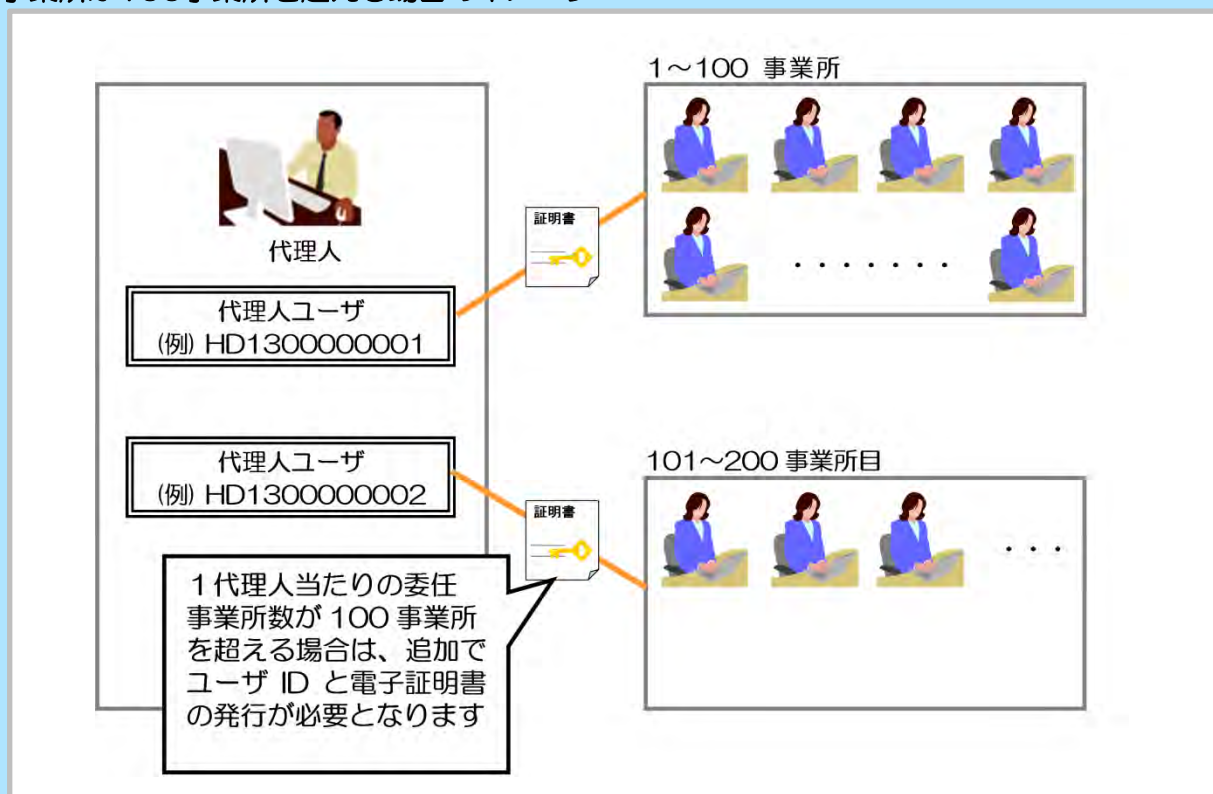 1～100 事業所
証明書
代理人
代理人ユーザ
(例) HD1300000001
・・・・・・・
代理人ユーザ
(例) HD1300000002
101～200 事業所目
証明書
・・・
１代理人当たりの委任
事業所数が 100 事業所
を超える場合は、追加で
ユーザ ID と電子証明書
の発行が必要となります